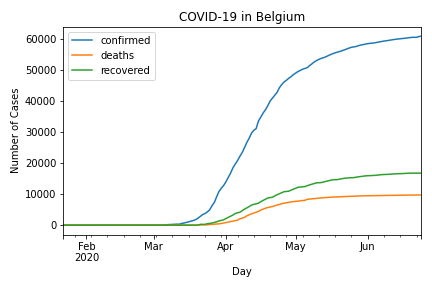 COVID-19 in Belgium
confirmed
deaths
recovered
60000
50000
40000
30000
20000
10000
0
Number of Cases
Feb
2020
Mar
Apr
May
Jun
Day